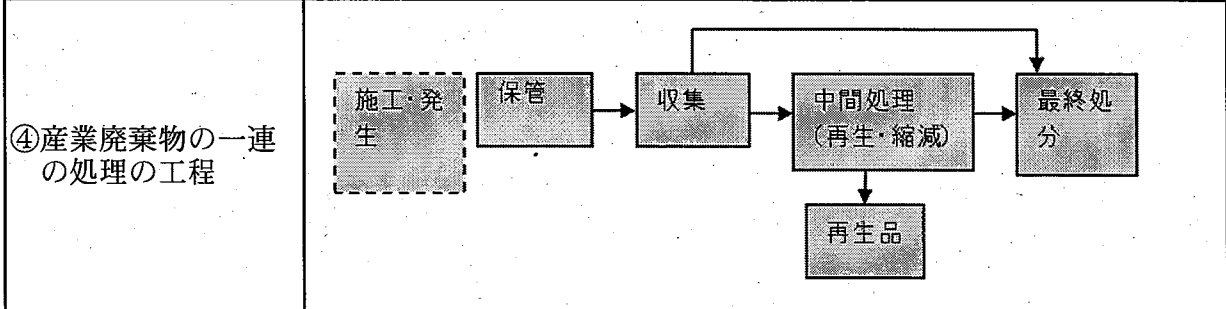 ④産業廃棄物の一連
の処理の工程
施工・発
生
保管
収集
中間処理
(再生・縮減)
最終処
分
再生品